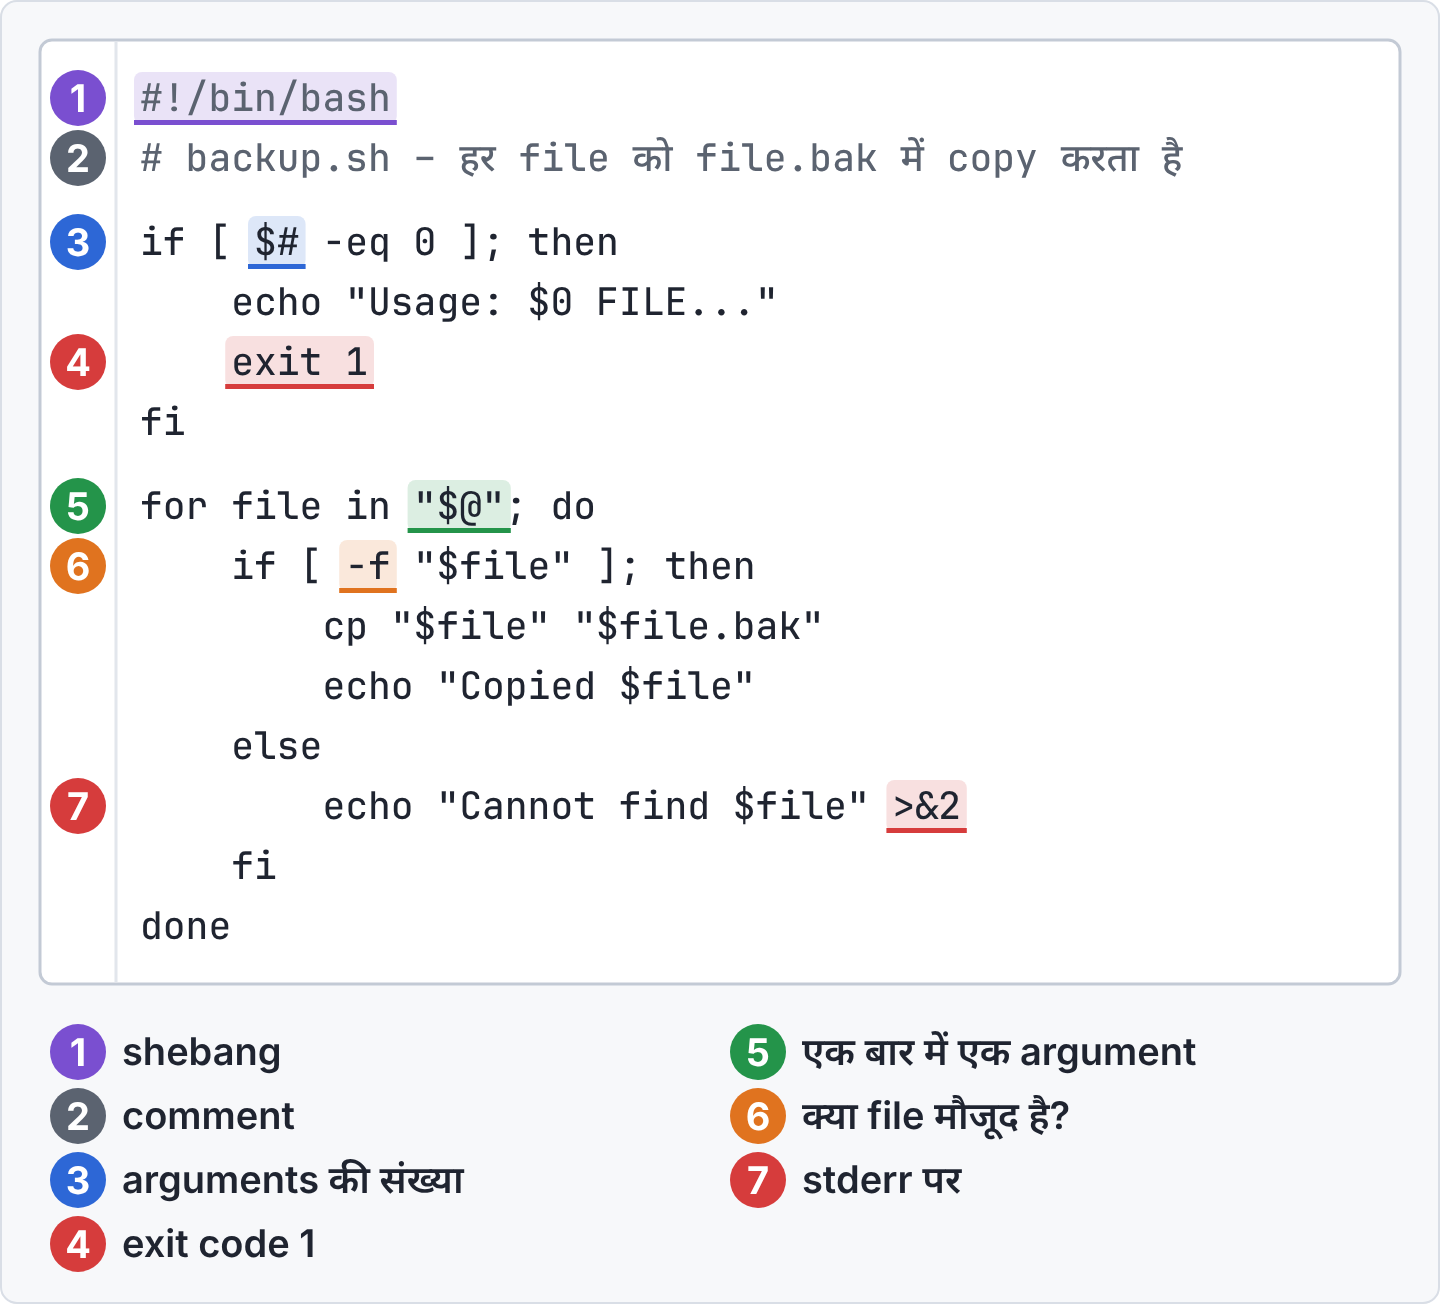 1 #!/bin/bash
2 # backup.sh – हर file को file.bak में copy करता है
3 if [ $# -eq 0 ]; then
echo "Usage: $0 FILE..."
4 exit 1
fi
5 for file in "$@"; do
6 if [ -f "$file" ]; then
cp "$file" "$file.bak"
echo "Copied $file"
else
7 echo "Cannot find $file" >&2
fi
done
1 shebang
2 comment
3 arguments की संख्या
4 exit code 1
5 एक बार में एक argument
6 क्या file मौजूद है?
7 stderr पर